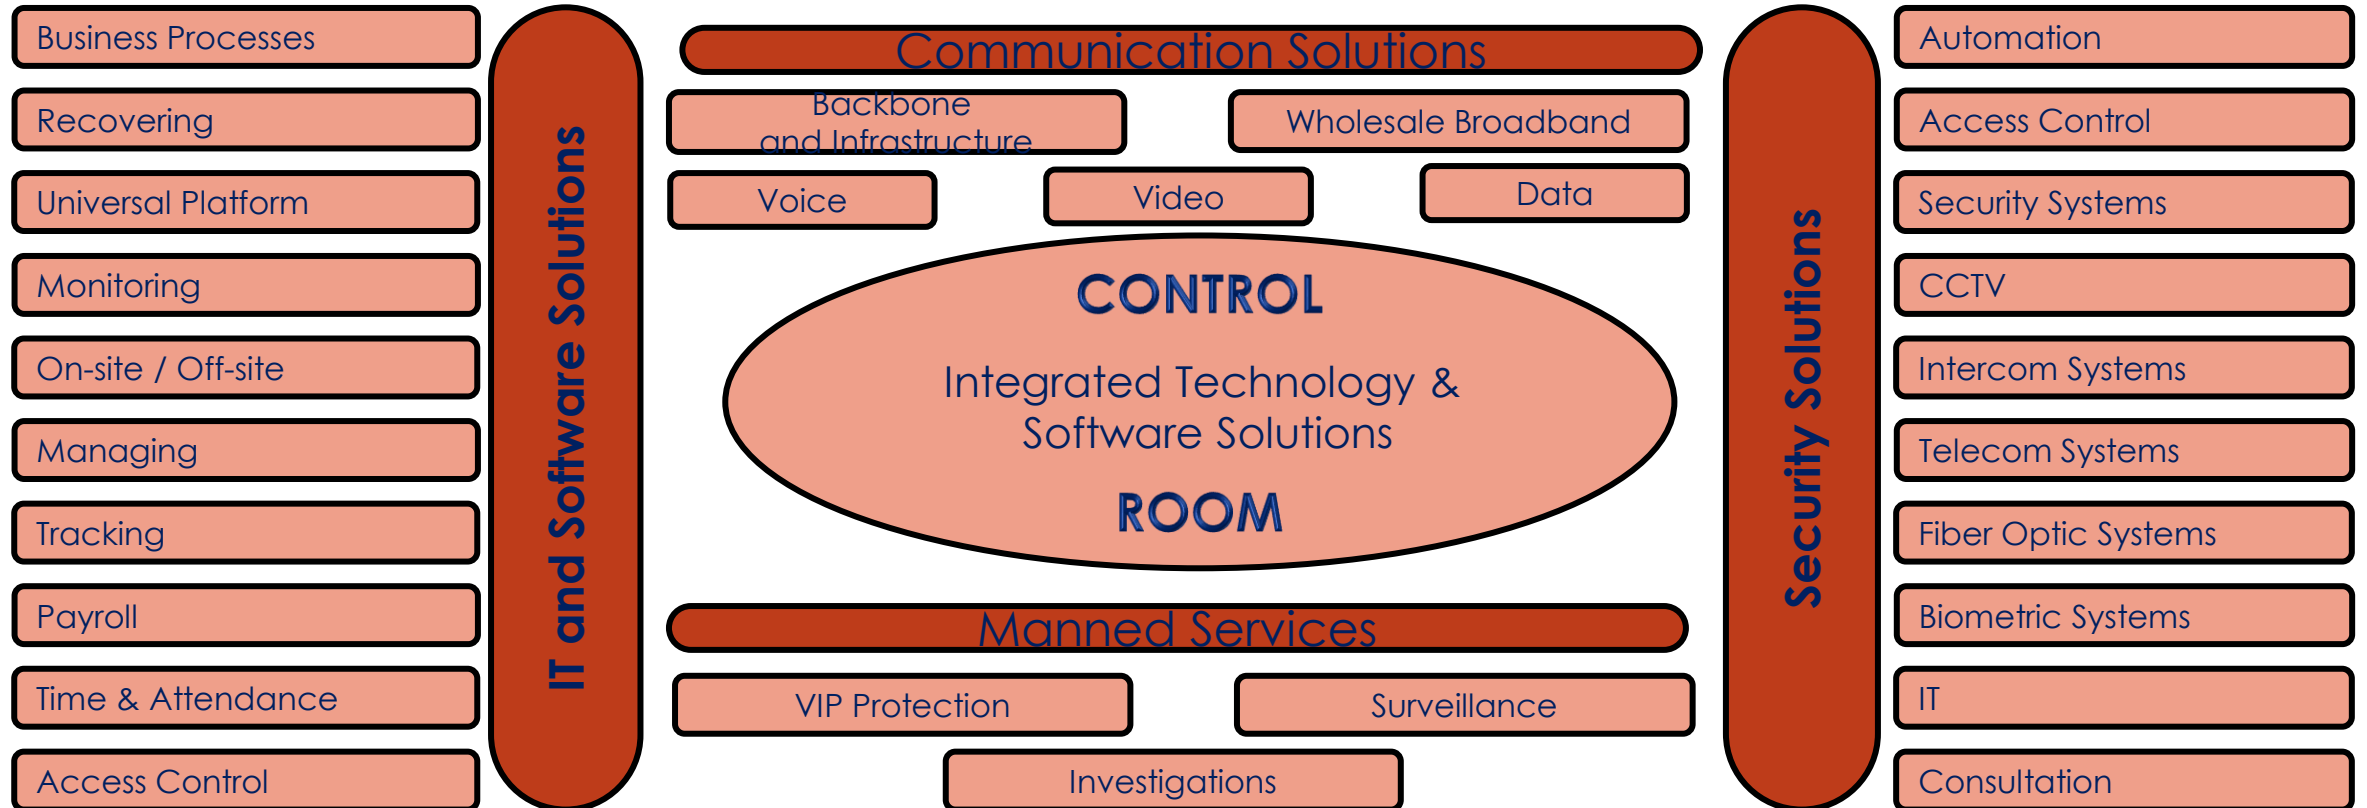 Business Processes
Recovering
Universal Platform
Monitoring
On-site / Off-site
Managing
Tracking
Payroll
Time & Attendance
Access Control
IT and Software Solutions
Communication Solutions
Backbone
and Infrastructure
Wholesale Broadband
Voice
Video
Data
CONTROL
Integrated Technology &
Software Solutions
ROOM
Manned Services
VIP Protection
Surveillance
Investigations
Security Solutions
Automation
Access Control
Security Systems
CCTV
Intercom Systems
Telecom Systems
Fiber Optic Systems
Biometric Systems
IT
Consultation